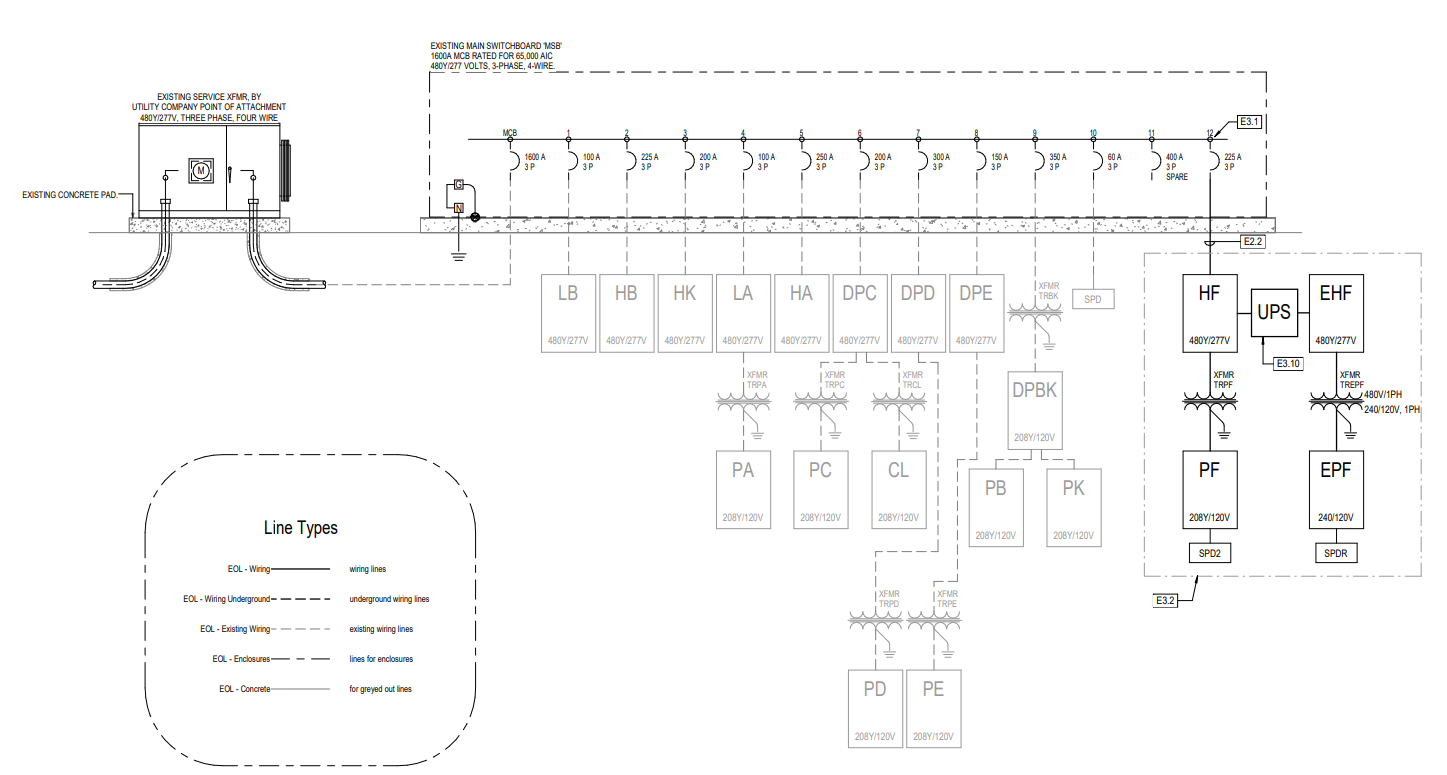 EXISTING MAIN SWITCHBOARD 'MSB'
1600A MCB RATED FOR 65,000 AIC
480Y/277 VOLTS, 3-PHASE, 4-WIRE.
EXISTING SERVICE XFMR, BY
UTILITY COMPANY POINT OF ATTACHMENT
480Y/277V, THREE PHASE, FOUR WIRE
M
EXISTING CONCRETE PAD.
MCB 1 2 3 4 5 6 7 8 9 10 11 12
E3.1
1600 A
3 P
100 A
3 P
225 A
3 P
200 A
3 P
100 A
3 P
250 A
3 P
200 A
3 P
300 A
3 P
150 A
3 P
350 A
3 P
60 A
3 P
400 A
3 P
SPARE
225 A
3 P
G
N
E2.2
LB
480Y/277V
HB
480Y/277V
HK
480Y/277V
LA
480Y/277V
HA
480Y/277V
DPC
480Y/277V
DPD
480Y/277V
DPE
480Y/277V
XFMR
TRBK
SPD
HF
480Y/277V
UPS
EHF
480Y/277V
E3.10
XFMR
TRPA
XFMR
TRPC
XFMR
TRCL
DPBK
208Y/120V
XFMR
TRPF
XFMR
TREPF
480V/1PH
240/120V, 1PH
PA
208Y/120V
PC
208Y/120V
CL
208Y/120V
PB
208Y/120V
PK
208Y/120V
PF
208Y/120V
EPF
240/120V
SPD2
SPDR
E3.2
XFMR
TRPD
XFMR
TRPE
PD
208Y/120V
PE
208Y/120V
Line Types
EOL - Wiring wiring lines
EOL - Wiring Underground underground wiring lines
EOL - Existing Wiring existing wiring lines
EOL - Enclosures lines for enclosures
EOL - Concrete for greyed out lines